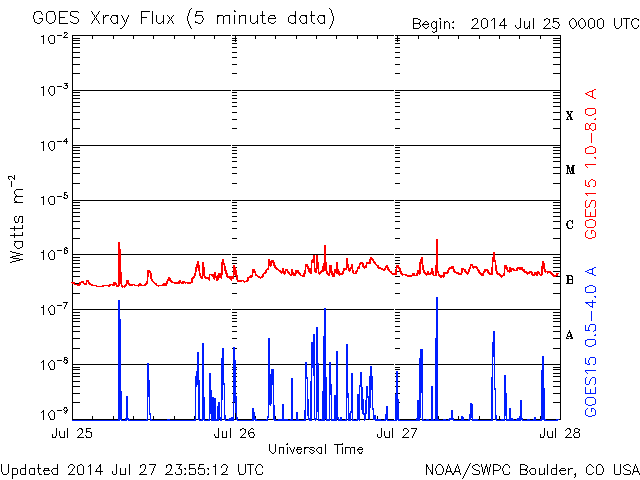 GOES Xray Flux (5 minute data)
Begin: 2014 Jul 25 0000 UTC
Watts m⁻²
10⁻²
10⁻³
10⁻⁴
10⁻⁵
10⁻⁶
10⁻⁷
10⁻⁸
10⁻⁹
X
M
C
B
A
GOES15 1.0-8.0 A
GOES15 0.5-4.0 A
Jul 25
Jul 26
Jul 27
Jul 28
Universal Time
Updated 2014 Jul 27 23:55:12 UTC
NOAA/SWPC Boulder, CO USA